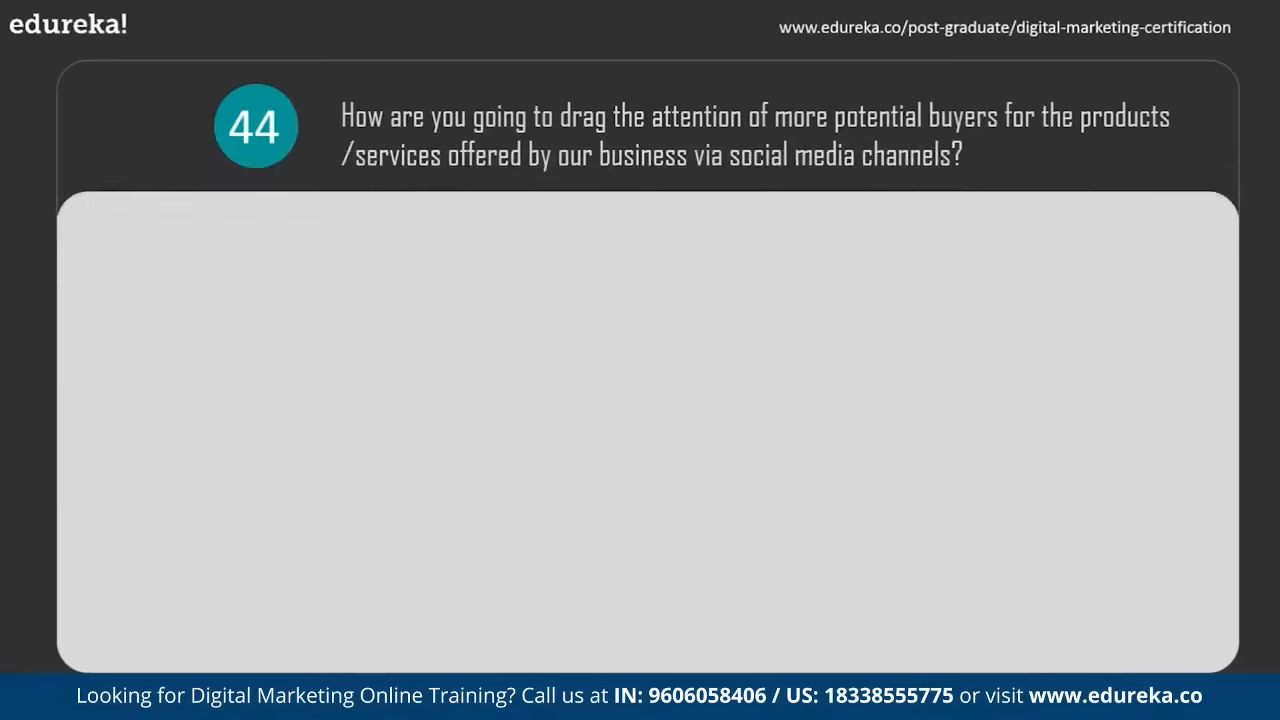 edureka!
www.edureka.co/post-graduate/digital-marketing-certification
44
How are you going to drag the attention of more potential buyers for the products
/services offered by our business via social media channels?
Looking for Digital Marketing Online Training? Call us at IN: 9606058406 / US: 18338555775 or visit www.edureka.co